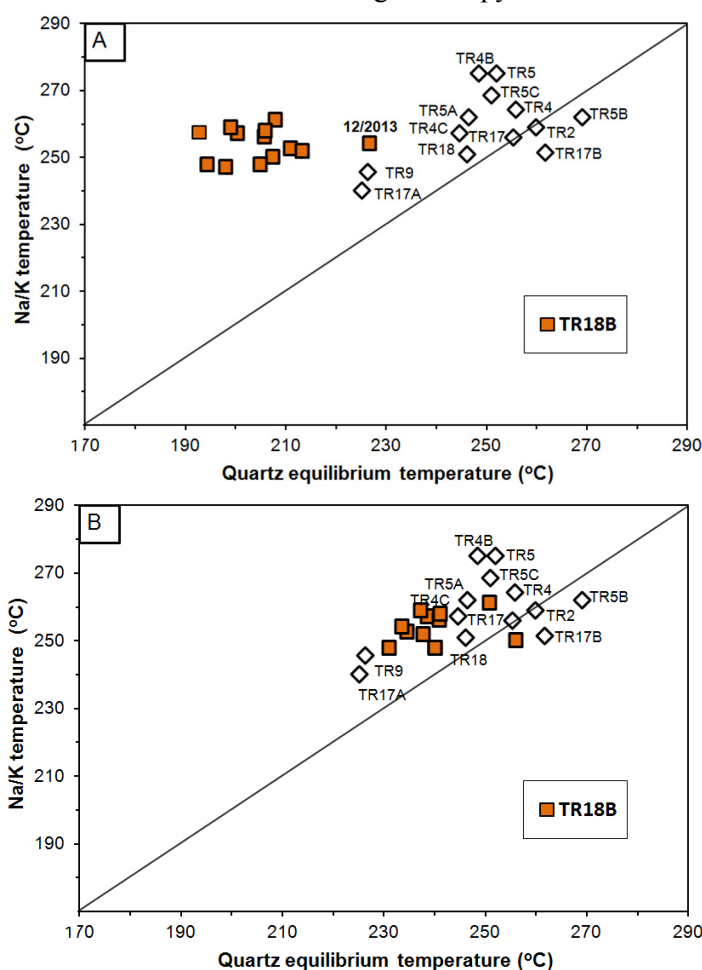 A
290
270
250
230
210
190
170
190
210
230
250
270
290
Na/K temperature (°C)
Quartz equilibrium temperature (°C)
TR4B
TR5
TR5C
TR5A
TR4
TR5B
12/2013
TR4C
TR17
TR2
TR18
TR17B
TR9
TR17A
TR18B
B
290
270
250
230
210
190
170
190
210
230
250
270
290
Na/K temperature (°C)
Quartz equilibrium temperature (°C)
TR4B
TR5
TR5C
TR5A
TR4
TR5B
TR4C
TR17
TR2
TR18
TR17B
TR9
TR17A
TR18B